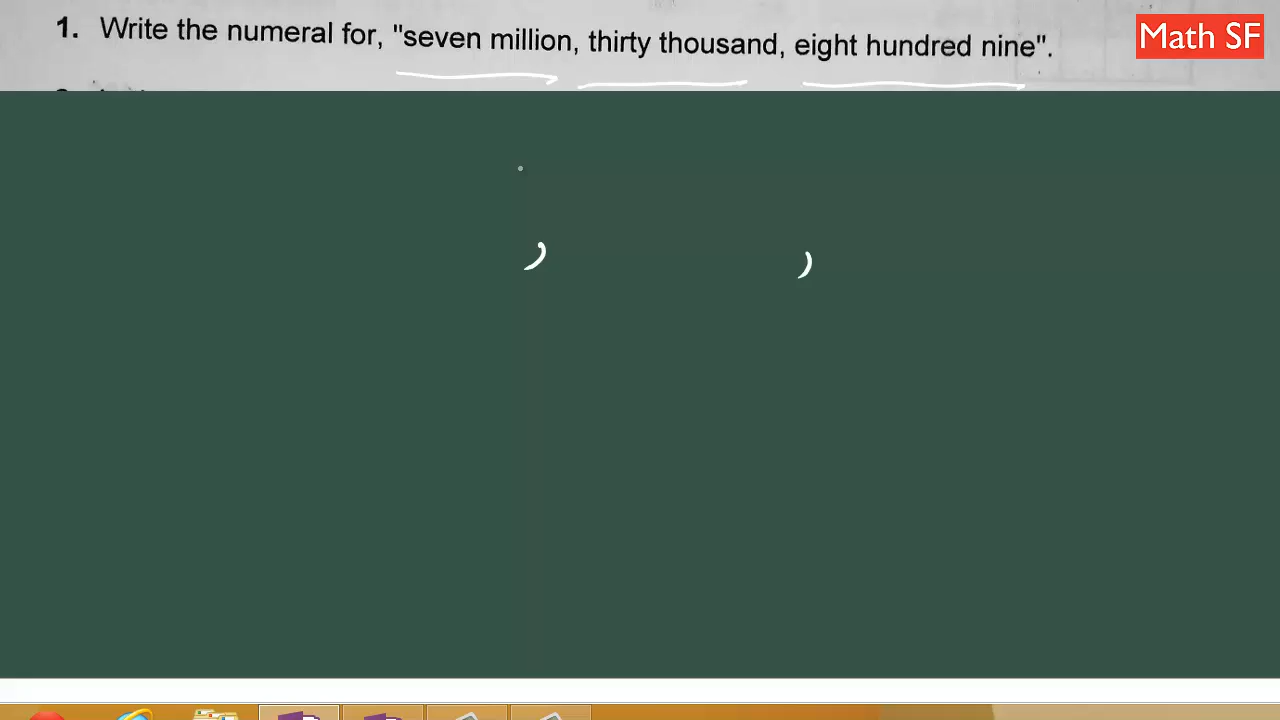 1. Write the numeral for, "seven million, thirty thousand, eight hundred nine".
Math SF
, ,